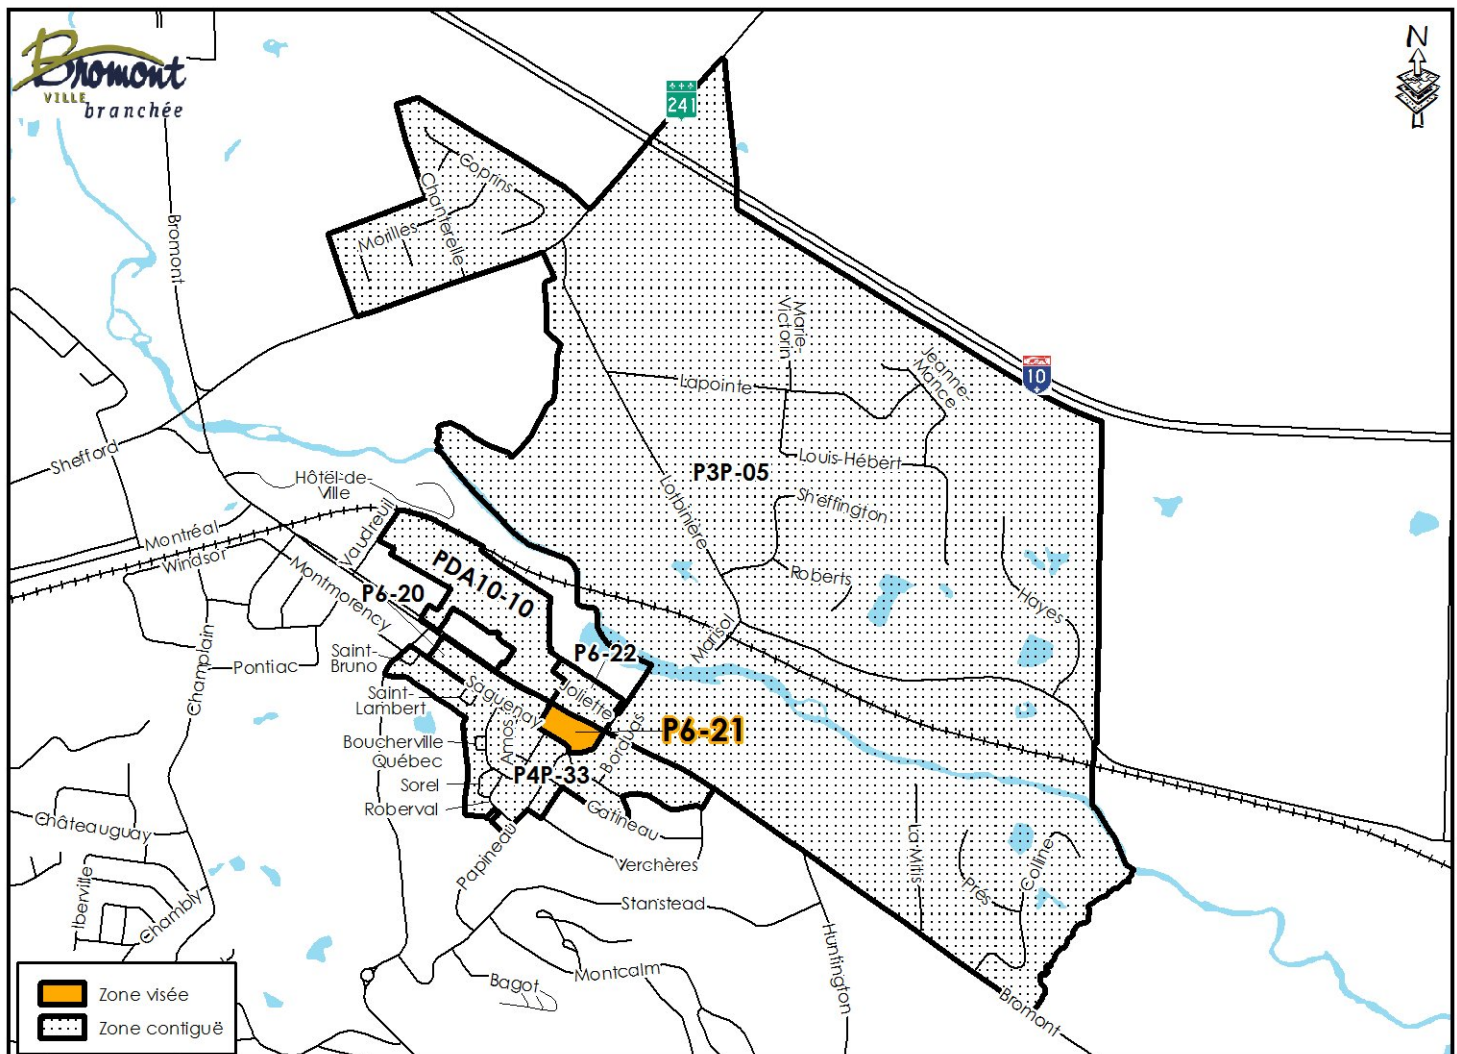 Bromont
VILLE
branchée
N
241
Coprins
Chanterelle
Morilles
Bromont
Marie-
Victorin
Jeanne-
Mance
10
Lapointe
Louis-Hébert
P3P-05
Sheffington
Lotbinière
Shefford
Hôtel-de-
Ville
Vaudreuil
Montréal
Windsor
PDA10-10
P6-20
Montmorency
Roberts
Hayes
Marisol
Champlain
Pontiac
Saint-
Bruno
P6-22
Joliette
Saguenay
Saint-
Lambert
P6-21
Borduas
Amos
Boucherville
Québec
P4P-33
Sorel
Roberval
Gatineau
Papineau
Verchères
Châteauguay
Iberville
Chambly
Stanstead
La Mitis
Prés
Colline
Huntington
Montcalm
Bagot
Bromont
Zone visée
Zone contiguë